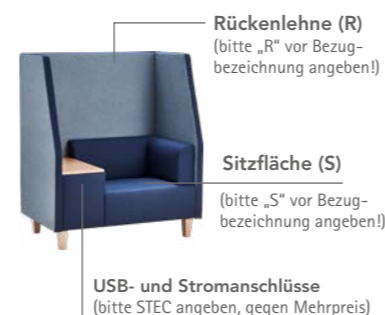 Rückenlehne (R)
(bitte „R" vor Bezug-
bezeichnung angeben!)
Sitzfläche (S)
(bitte „S" vor Bezug-
bezeichnung angeben!)
USB- und Stromanschlüsse
(bitte STEC angeben, gegen Mehrpreis)